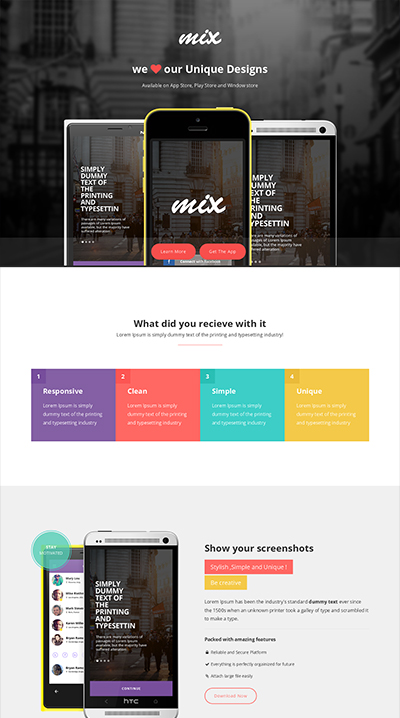 mix
we our Unique Designs
Available on App Store, Play Store and Window store
SIMPLY
DUMMY
TEXT OF
THE
PRINTING
AND
TYPESETTIN
There are many variations of
passages of Lorem Ipsum
available, but the majority have
suffered alteration
mix
SIMPLY
DUMMY
TEXT OF
THE
PRINTING
AND
TYPESETTIN
There are many variations of
passages of Lorem Ipsum
available, but the majority have
suffered alteration
Learn More
Get The App
Connect with Facebook
What did you recieve with it
Lorem Ipsum is simply dummy text of the printing and typesetting industry!
1
Responsive
Lorem Ipsum is simply
dummy text of the printing
and typesetting industry
2
Clean
Lorem Ipsum is simply
dummy text of the printing
and typesetting industry
3
Simple
Lorem Ipsum is simply
dummy text of the printing
and typesetting industry
4
Unique
Lorem Ipsum is simply
dummy text of the printing
and typesetting industry
STAY
MOTIVATED
SIMPLY
DUMMY
TEXT OF
THE
PRINTING
AND
TYPESETTIN
There are many variations of
passages of Lorem Ipsum
available, but the majority have
suffered alteration
CONTINUE
hTC
Show your screenshots
Stylish ,Simple and Unique !
Be creative
Lorem Ipsum has been the industry's standard dummy text ever since
the 1500s when an unknown printer took a galley of type and scrambled it
to make a type.
Packed with amazing features
Reliable and Secure Platform
Everything is perfectly organized for future
Attach large file easily
Download Now